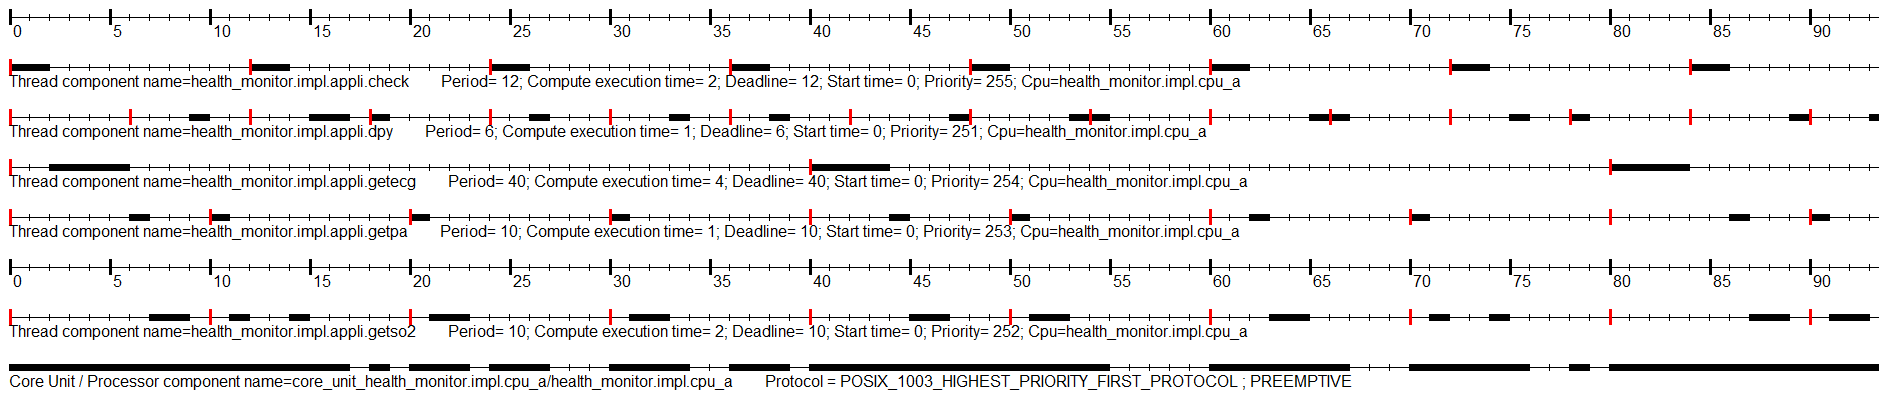 0 5 10 15 20 25 30 35 40 45 50 55 60 65 70 75 80 85 90
Thread component name=health_monitor.impl.appli.check Period= 12; Compute execution time= 2; Deadline= 12; Start time= 0; Priority= 255; Cpu=health_monitor.impl.cpu_a
Thread component name=health_monitor.impl.appli.dpy Period= 6; Compute execution time= 1; Deadline= 6; Start time= 0; Priority= 251; Cpu=health_monitor.impl.cpu_a
Thread component name=health_monitor.impl.appli.getecg Period= 40; Compute execution time= 4; Deadline= 40; Start time= 0; Priority= 254; Cpu=health_monitor.impl.cpu_a
Thread component name=health_monitor.impl.appli.getpa Period= 10; Compute execution time= 1; Deadline= 10; Start time= 0; Priority= 253; Cpu=health_monitor.impl.cpu_a
0 5 10 15 20 25 30 35 40 45 50 55 60 65 70 75 80 85 90
Thread component name=health_monitor.impl.appli.getso2 Period= 10; Compute execution time= 2; Deadline= 10; Start time= 0; Priority= 252; Cpu=health_monitor.impl.cpu_a
Core Unit / Processor component name=core_unit_health_monitor.impl.cpu_a/health_monitor.impl.cpu_a Protocol = POSIX_1003_HIGHEST_PRIORITY_FIRST_PROTOCOL ; PREEMPTIVE